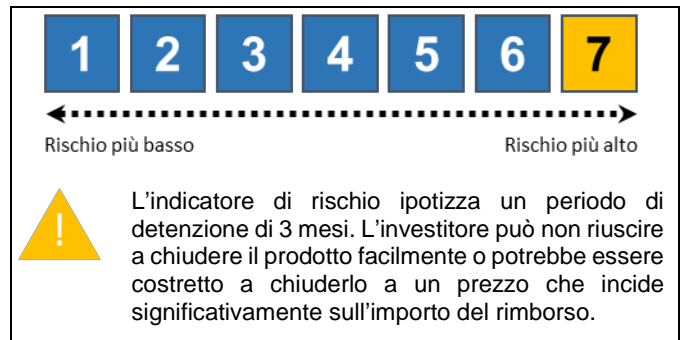 1 2 3 4 5 6 7
Rischio più basso Rischio più alto
!
L'indicatore di rischio ipotizza un periodo di
detenzione di 3 mesi. L'investitore può non riuscire
a chiudere il prodotto facilmente o potrebbe essere
costretto a chiuderlo a un prezzo che incide
significativamente sull'importo del rimborso.